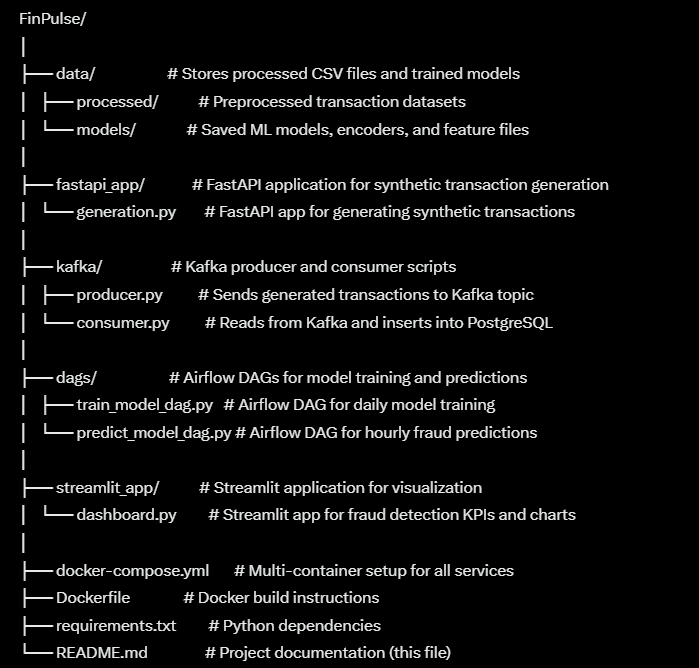 FinPulse/
│
├── data/ # Stores processed CSV files and trained models
│ ├── processed/ # Preprocessed transaction datasets
│ └── models/ # Saved ML models, encoders, and feature files
│
├── fastapi_app/ # FastAPI application for synthetic transaction generation
│ └── generation.py # FastAPI app for generating synthetic transactions
│
├── kafka/ # Kafka producer and consumer scripts
│ ├── producer.py # Sends generated transactions to Kafka topic
│ └── consumer.py # Reads from Kafka and inserts into PostgreSQL
│
├── dags/ # Airflow DAGs for model training and predictions
│ ├── train_model_dag.py # Airflow DAG for daily model training
│ └── predict_model_dag.py # Airflow DAG for hourly fraud predictions
│
├── streamlit_app/ # Streamlit application for visualization
│ └── dashboard.py # Streamlit app for fraud detection KPIs and charts
│
├── docker-compose.yml # Multi-container setup for all services
├── Dockerfile # Docker build instructions
├── requirements.txt # Python dependencies
└── README.md # Project documentation (this file)